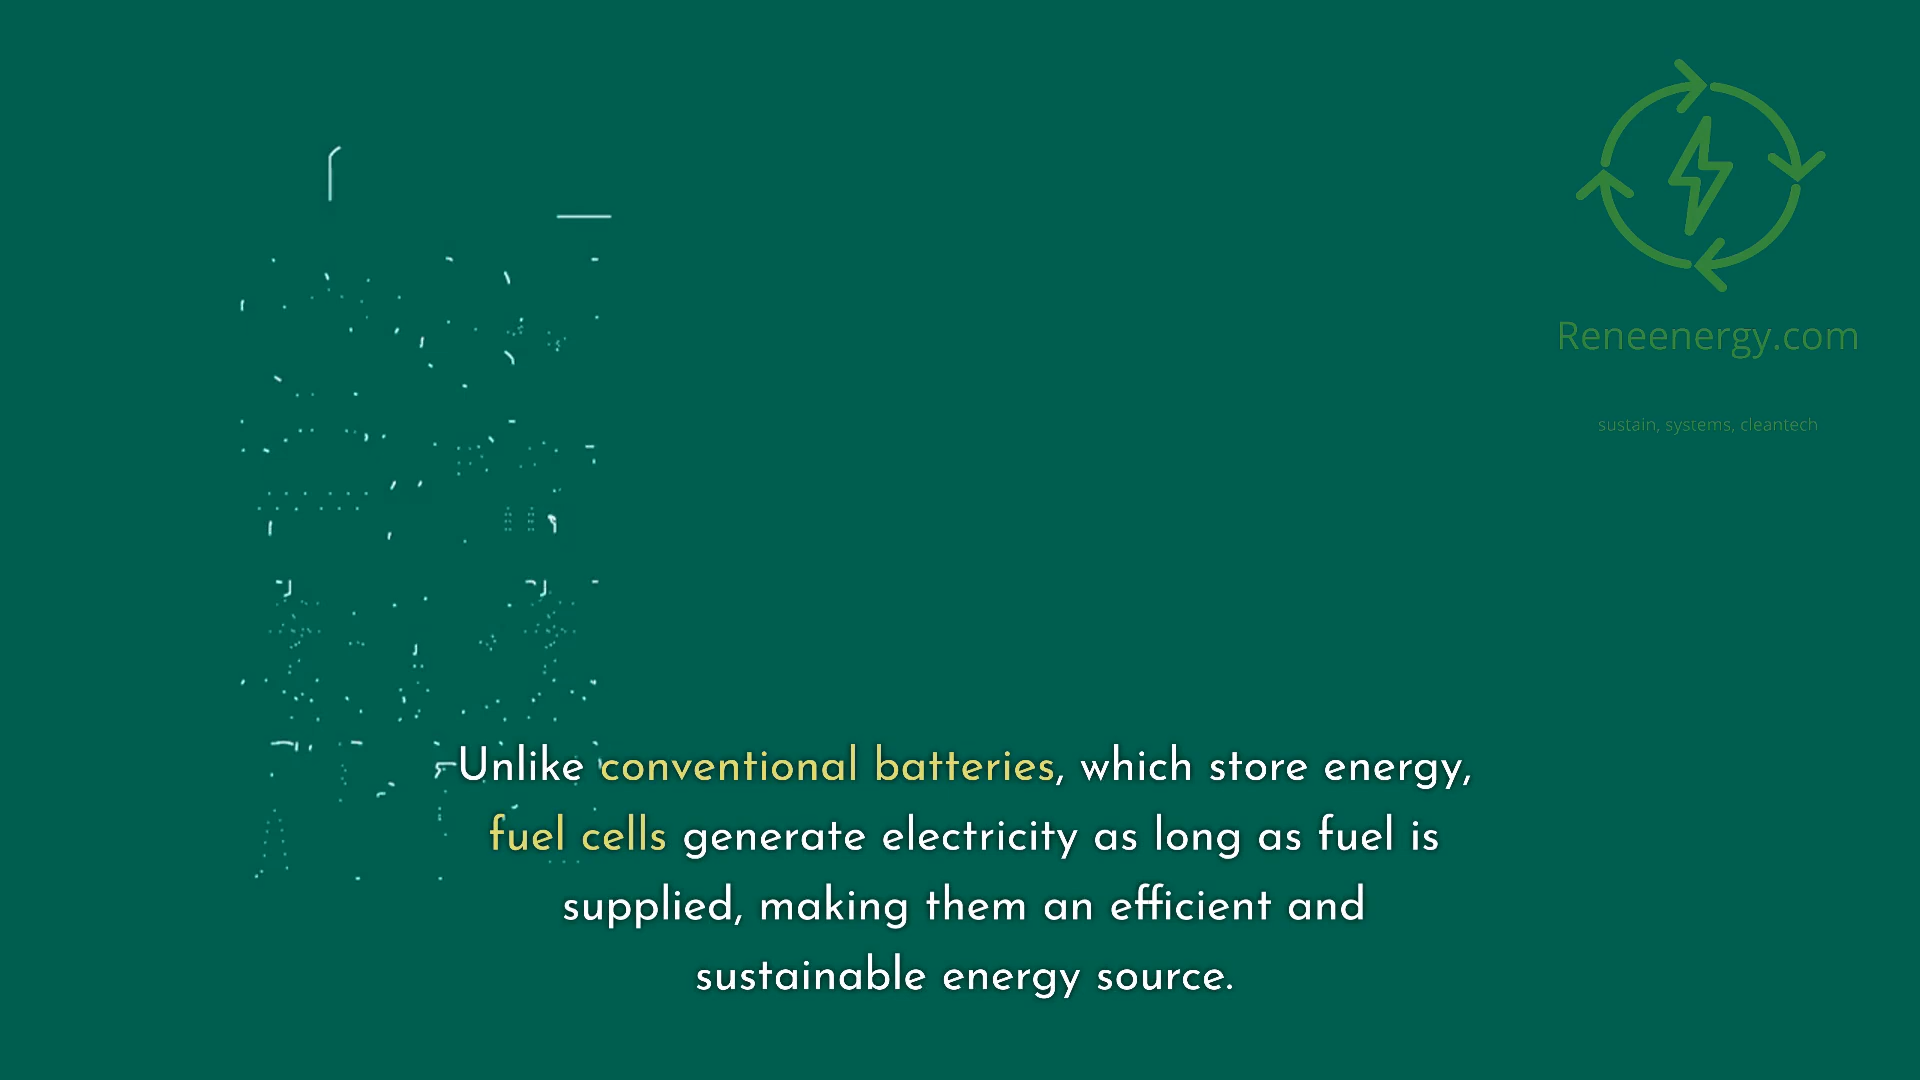 Reneenergy.com
sustain, systems, cleantech
Unlike conventional batteries, which store energy,
fuel cells generate electricity as long as fuel is
supplied, making them an efficient and
sustainable energy source.